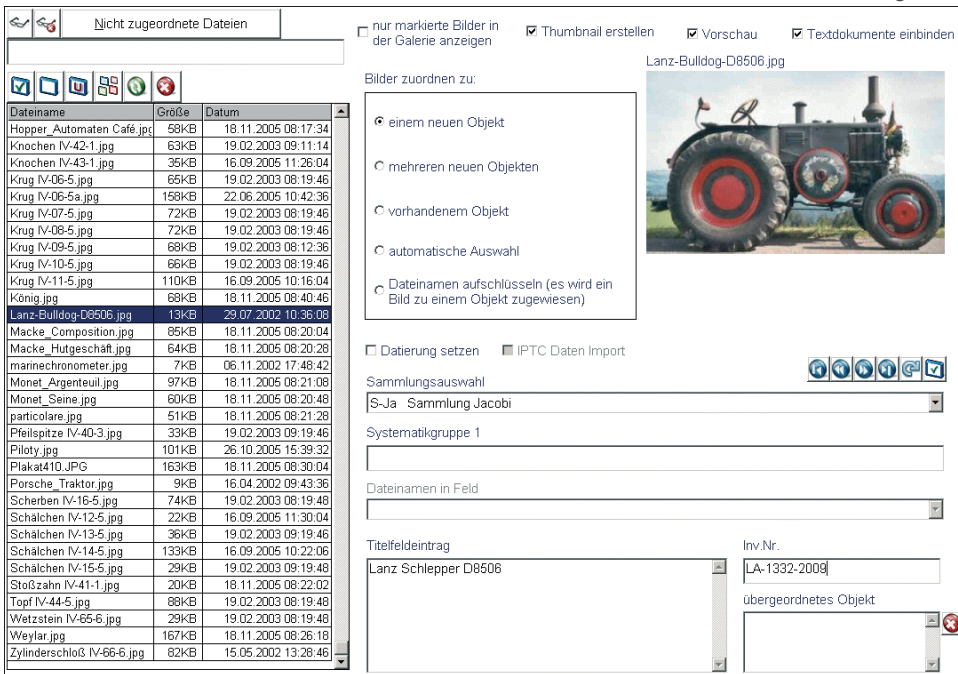 Nicht zugeordnete Dateien
nur markierte Bilder in der Galerie anzeigen
Thumbnail erstellen
Vorschau
Textdokumente einbinden
Lanz-Bulldog-D8506.jpg
Bilder zuordnen zu:
einem neuen Objekt
mehreren neuen Objekten
vorhandenem Objekt
automatische Auswahl
Dateinamen aufschlüsseln (es wird ein
Bild zu einem Objekt zugewiesen)
Dateiname Größe Datum
Hopper_Automaten Café.jpg 58KB 18.11.2005 08:17:34
Knochen IV-42-1.jpg 63KB 19.02.2003 09:11:14
Knochen IV-43-1.jpg 35KB 16.09.2005 11:26:04
Krug IV-06-5.jpg 65KB 19.02.2003 08:19:46
Krug IV-06-5a.jpg 158KB 22.06.2005 10:42:36
Krug IV-07-5.jpg 72KB 19.02.2003 08:19:46
Krug IV-08-5.jpg 72KB 19.02.2003 08:19:46
Krug IV-09-5.jpg 68KB 19.02.2003 08:12:36
Krug IV-10-5.jpg 66KB 19.02.2003 08:19:46
Krug IV-11-5.jpg 110KB 16.09.2005 10:16:04
König.jpg 68KB 18.11.2005 08:40:46
Lanz-Bulldog-D8506.jpg 13KB 29.07.2002 10:36:08
Macke_Composition.jpg 85KB 18.11.2005 08:20:04
Macke_Hutgeschäft.jpg 64KB 18.11.2005 08:20:28
marinechronometer.jpg 7KB 06.11.2002 17:48:42
Monet_Argenteuil.jpg 97KB 18.11.2005 08:21:08
Monet_Seine.jpg 60KB 18.11.2005 08:20:48
particolare.jpg 51KB 18.11.2005 08:21:28
Pfeilspitze IV-40-3.jpg 33KB 19.02.2003 09:19:46
Piloty.jpg 101KB 26.10.2005 15:39:32
Plakat410.JPG 163KB 18.11.2005 08:30:04
Porsche_Traktor.jpg 9KB 16.04.2002 09:43:36
Scherben IV-16-5.jpg 74KB 19.02.2003 08:19:48
Schälchen IV-12-5.jpg 22KB 16.09.2005 11:30:04
Schälchen IV-13-5.jpg 36KB 19.02.2003 09:19:46
Schälchen IV-14-5.jpg 133KB 16.09.2005 10:22:06
Schälchen IV-15-5.jpg 29KB 19.02.2003 09:19:48
Stoßzahn IV-41-1.jpg 20KB 18.11.2005 08:22:02
Topf IV-44-5.jpg 88KB 19.02.2003 08:19:48
Wetzstein IV-65-6.jpg 29KB 19.02.2003 08:19:48
Weylar.jpg 167KB 18.11.2005 08:26:18
Zylinderschloß IV-66-6.jpg 82KB 15.05.2002 13:28:46
Datierung setzen
IPTC Daten Import
Sammlungsauswahl
S-Ja Sammlung Jacobi
Systematikgruppe 1
Dateinamen in Feld
Titelfeldeintrag
Lanz Schlepper D8506
Inv.Nr.
LA-1332-2009
übergeordnetes Objekt